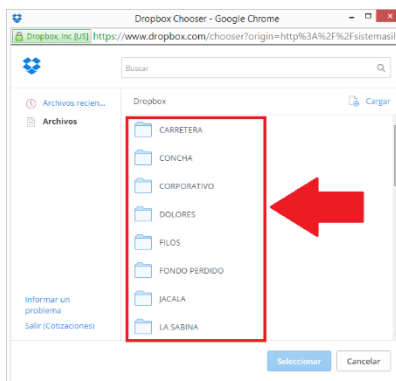 Dropbox Chooser - Google Chrome
Dropbox, Inc [US] https://www.dropbox.com/chooser?origin=http%3A%2F%2Fsistemasil
Buscar
Archivos recien...
Archivos
Dropbox
Cargar
CARRETERA
CONCHA
CORPORATIVO
DOLORES
FILOS
FONDO PERDIDO
JACALA
LA SABINA
Informar un
problema
Salir (Cotizaciones)
Seleccionar
Cancelar